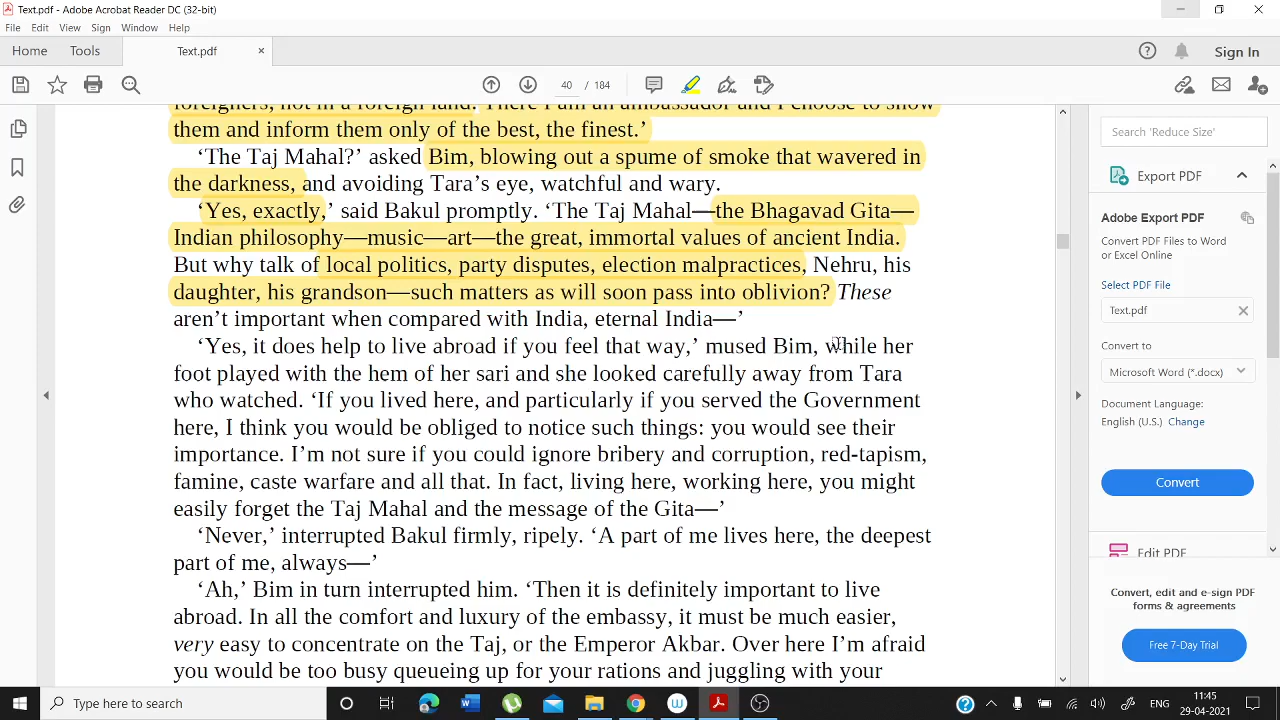 Text.pdf - Adobe Acrobat Reader DC (32-bit)
File Edit View Sign Window Help
Home Tools Text.pdf × Sign In
40 / 184
foreigners, not in a foreign land. There I am an ambassador and I choose to show
them and inform them only of the best, the finest.’
‘The Taj Mahal?’ asked Bim, blowing out a spume of smoke that wavered in
the darkness, and avoiding Tara’s eye, watchful and wary.
‘Yes, exactly,’ said Bakul promptly. ‘The Taj Mahal—the Bhagavad Gita—
Indian philosophy—music—art—the great, immortal values of ancient India.
But why talk of local politics, party disputes, election malpractices, Nehru, his
daughter, his grandson—such matters as will soon pass into oblivion? These
aren’t important when compared with India, eternal India—’
‘Yes, it does help to live abroad if you feel that way,’ mused Bim, while her
foot played with the hem of her sari and she looked carefully away from Tara
who watched. ‘If you lived here, and particularly if you served the Government
here, I think you would be obliged to notice such things: you would see their
importance. I’m not sure if you could ignore bribery and corruption, red-tapism,
famine, caste warfare and all that. In fact, living here, working here, you might
easily forget the Taj Mahal and the message of the Gita—’
‘Never,’ interrupted Bakul firmly, ripely. ‘A part of me lives here, the deepest
part of me, always—’
‘Ah,’ Bim in turn interrupted him. ‘Then it is definitely important to live
abroad. In all the comfort and luxury of the embassy, it must be much easier,
very easy to concentrate on the Taj, or the Emperor Akbar. Over here I’m afraid
you would be too busy queueing up for your rations and juggling with your
Search 'Reduce Size'
Export PDF
Adobe Export PDF
Convert PDF Files to Word
or Excel Online
Select PDF File
Text.pdf
Convert to
Microsoft Word (*.docx)
Document Language:
English (U.S.) Change
Convert
Edit PDF
Convert, edit and e-sign PDF
forms & agreements
Free 7-Day Trial
Type here to search
ENG
11:45
29-04-2021